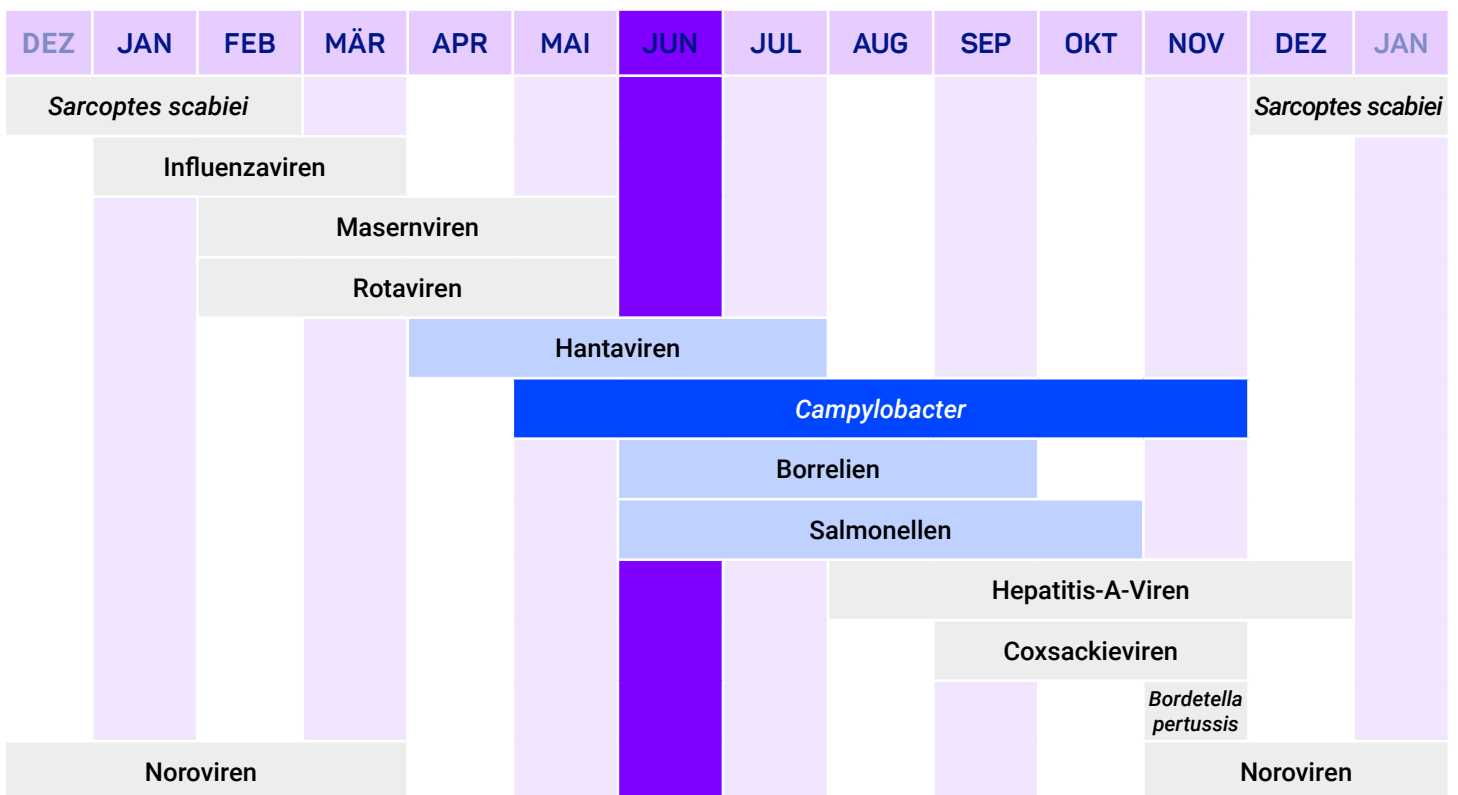 DEZ JAN FEB MÄR APR MAI JUN JUL AUG SEP OKT NOV DEZ JAN
Sarcoptes scabiei Sarcoptes scabiei
Influenzaviren
Masernviren
Rotaviren
Hantaviren
Campylobacter
Borrelien
Salmonellen
Hepatitis-A-Viren
Coxsackieviren
Bordetella
pertussis
Noroviren Noroviren